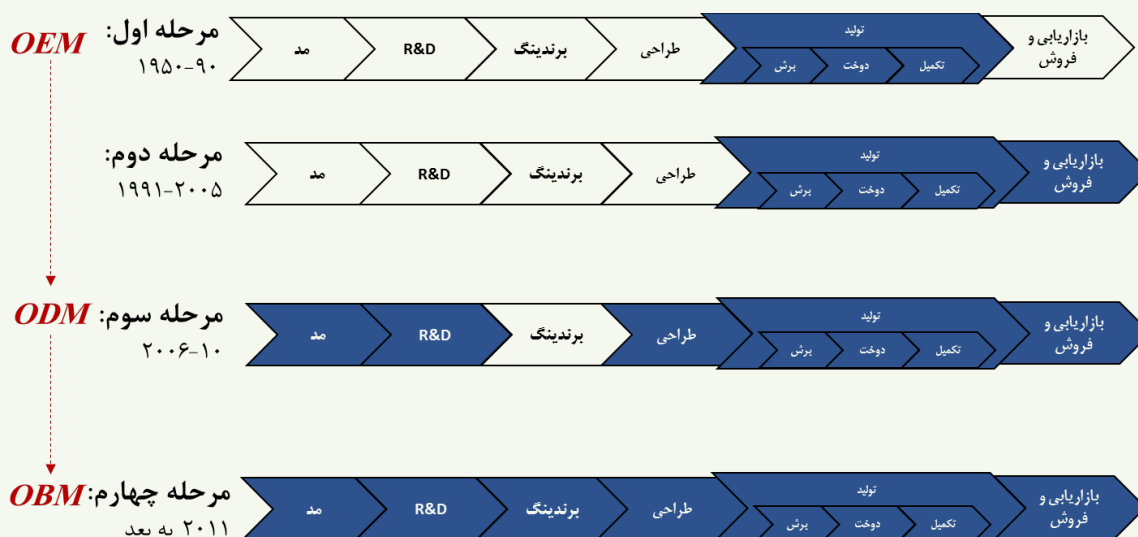 OEM
مرحله اول:
۱۹۵۰-۹۰
مد
R&D
برندینگ
طراحی
تولید
برش
دوخت
تکمیل
بازاریابی و
فروش
مرحله دوم:
۱۹۹۱-۲۰۰۵
مد
R&D
برندینگ
طراحی
تولید
برش
دوخت
تکمیل
بازاریابی و
فروش
ODM
مرحله سوم:
۲۰۰۶-۱۰
مد
R&D
برندینگ
طراحی
تولید
برش
دوخت
تکمیل
بازاریابی و
فروش
OBM
مرحله چهارم:
۲۰۱۱ به بعد
مد
R&D
برندینگ
طراحی
تولید
برش
دوخت
تکمیل
بازاریابی و
فروش